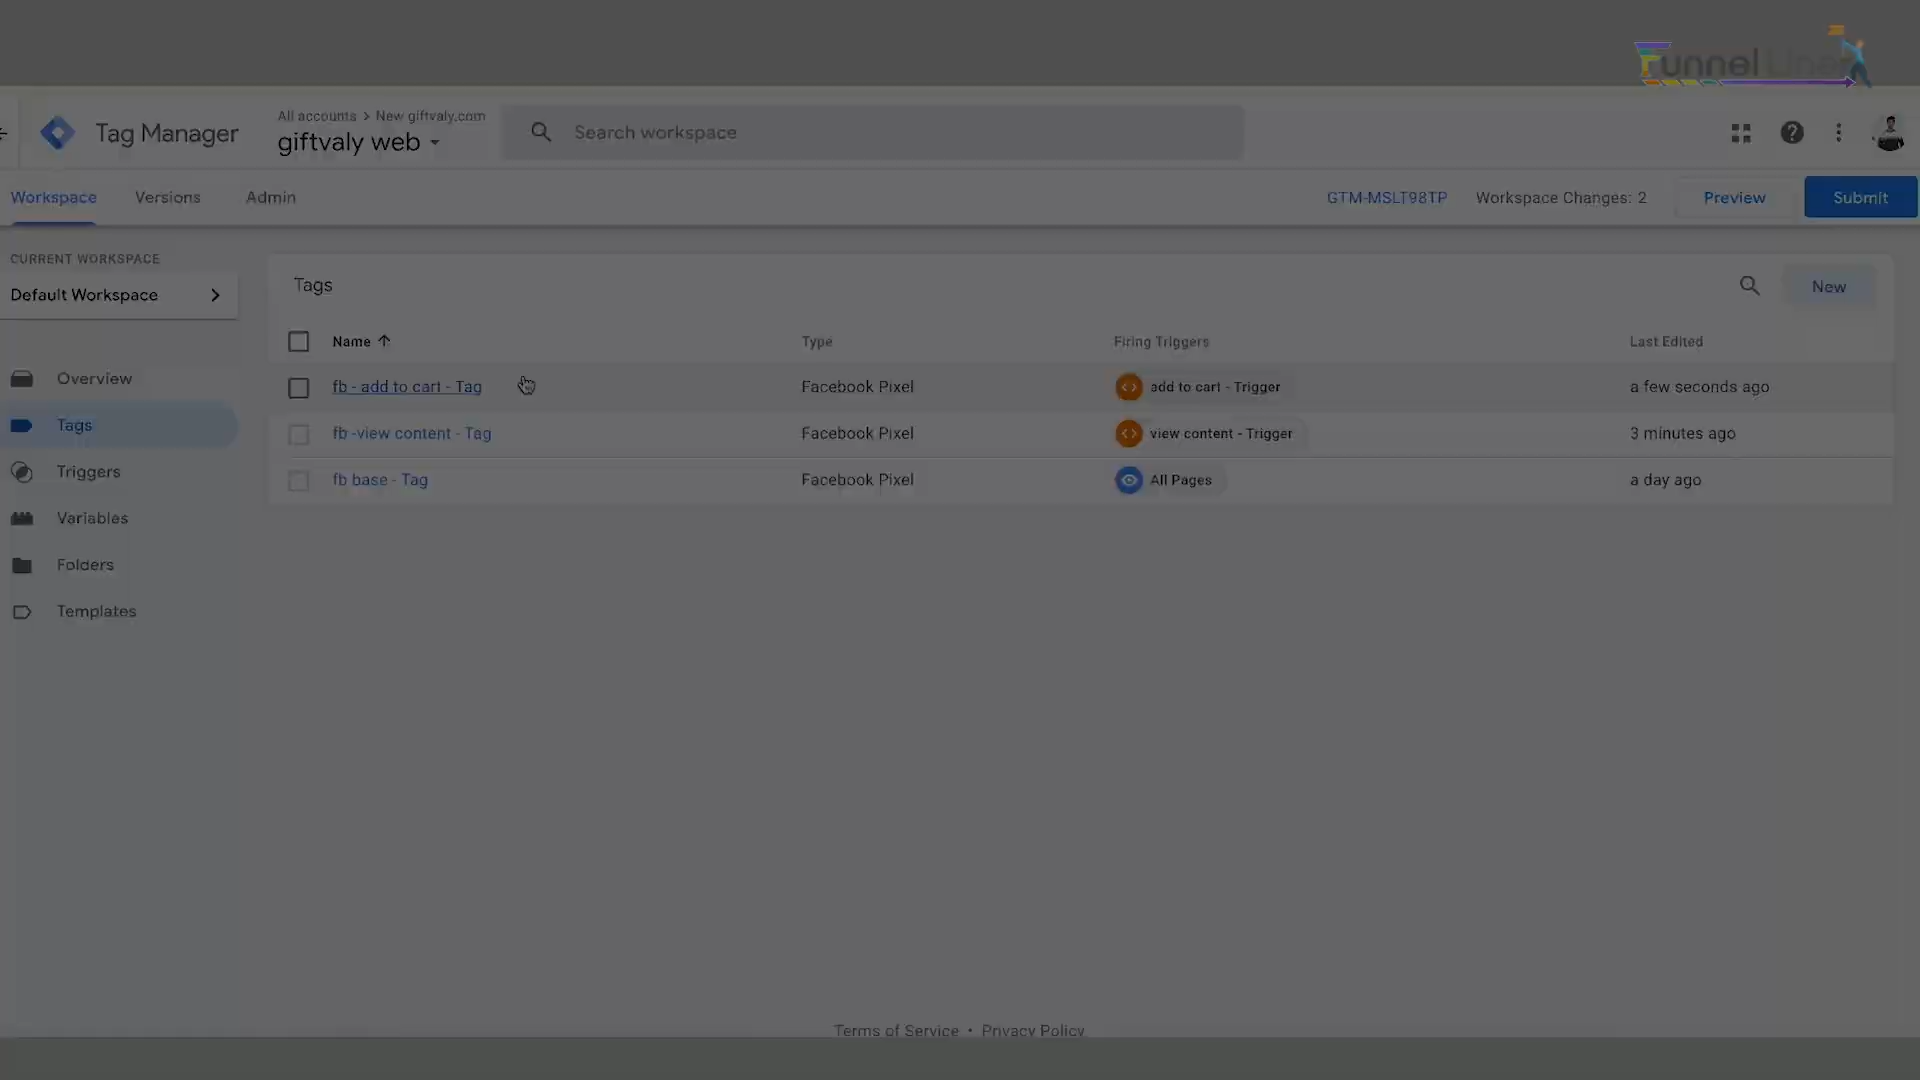 Funnel Liner
Tag Manager
All accounts > New giftvaly.com
giftvaly web
Search workspace
Workspace
Versions
Admin
GTM-MSLT98TP
Workspace Changes: 2
Preview
Submit
CURRENT WORKSPACE
Default Workspace
Overview
Tags
Triggers
Variables
Folders
Templates
Tags
New
Name Type Firing Triggers Last Edited
fb - add to cart - Tag Facebook Pixel add to cart - Trigger a few seconds ago
fb -view content - Tag Facebook Pixel view content - Trigger 3 minutes ago
fb base - Tag Facebook Pixel All Pages a day ago
Terms of Service • Privacy Policy